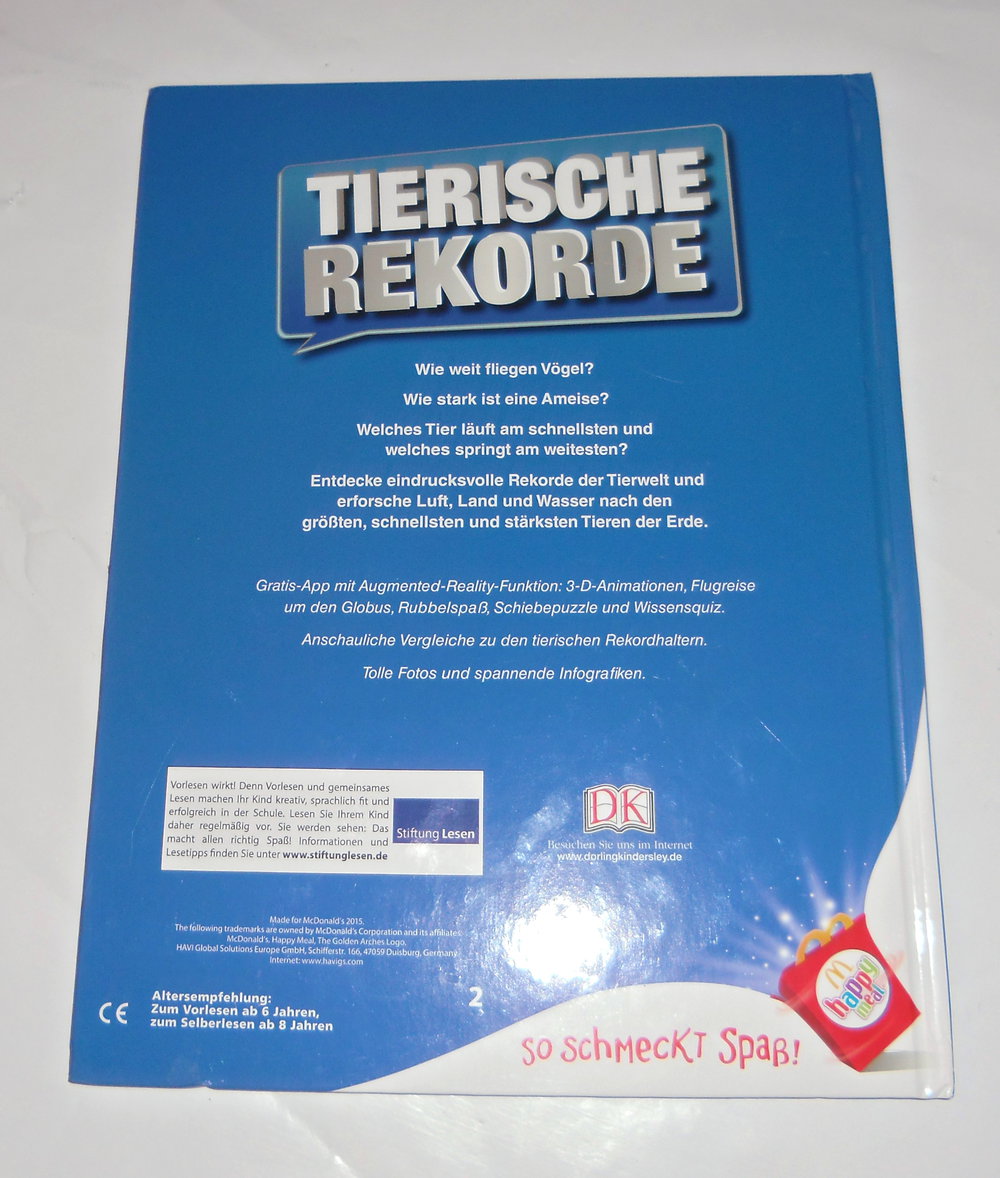 TIERISCHE
REKORDE
Wie weit fliegen Vögel?
Wie stark ist eine Ameise?
Welches Tier läuft am schnellsten und
welches springt am weitesten?
Entdecke eindrucksvolle Rekorde der Tierwelt und
erforsche Luft, Land und Wasser nach den
größten, schnellsten und stärksten Tieren der Erde.
Gratis-App mit Augmented-Reality-Funktion: 3-D-Animationen, Flugreise
um den Globus, Rubbelspaß, Schiebepuzzle und Wissensquiz.
Anschauliche Vergleiche zu den tierischen Rekordhaltern.
Tolle Fotos und spannende Infografiken.
Vorlesen wirkt! Denn Vorlesen und gemeinsames
Lesen machen Ihr Kind kreativ, sprachlich fit und
erfolgreich in der Schule. Lesen Sie Ihrem Kind
daher regelmäßig vor. Sie werden sehen: Das
macht allen richtig Spaß! Informationen und
Lesetipps finden Sie unter www.stiftunglesen.de
Stiftung Lesen
DK
Besuchen Sie uns im Internet
www.dorlingkindersley.de
Made for McDonald's 2015.
The following trademarks are owned by McDonald's Corporation and its affiliates:
McDonald's, Happy Meal, The Golden Arches Logo.
HAVI Global Solutions Europe GmbH, Schifferstr. 166, 47059 Duisburg, Germany
Internet: www.havigs.com
CE
Altersempfehlung:
Zum Vorlesen ab 6 Jahren,
zum Selberlesen ab 8 Jahren
2
happy
meal
SO SCHMECKT SPAß!